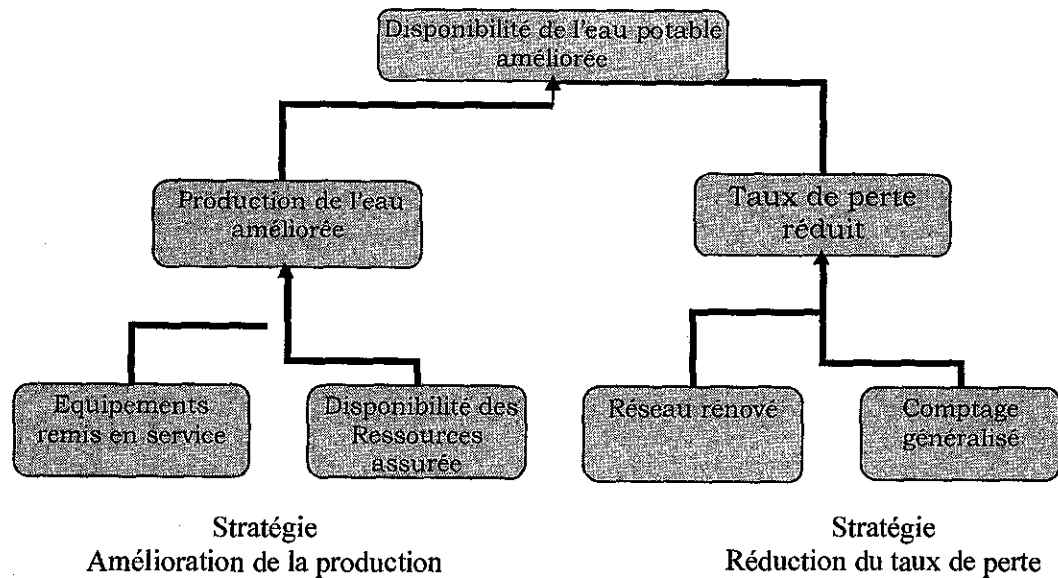 Disponibilité de l'eau potable
améliorée
Production de l'eau
améliorée
Taux de perte
réduit
Equipements
remis en service
Disponibilité des
Ressources
assurée
Réseau rénové
Comptage
généralisé
Stratégie
Amélioration de la production
Stratégie
Réduction du taux de perte